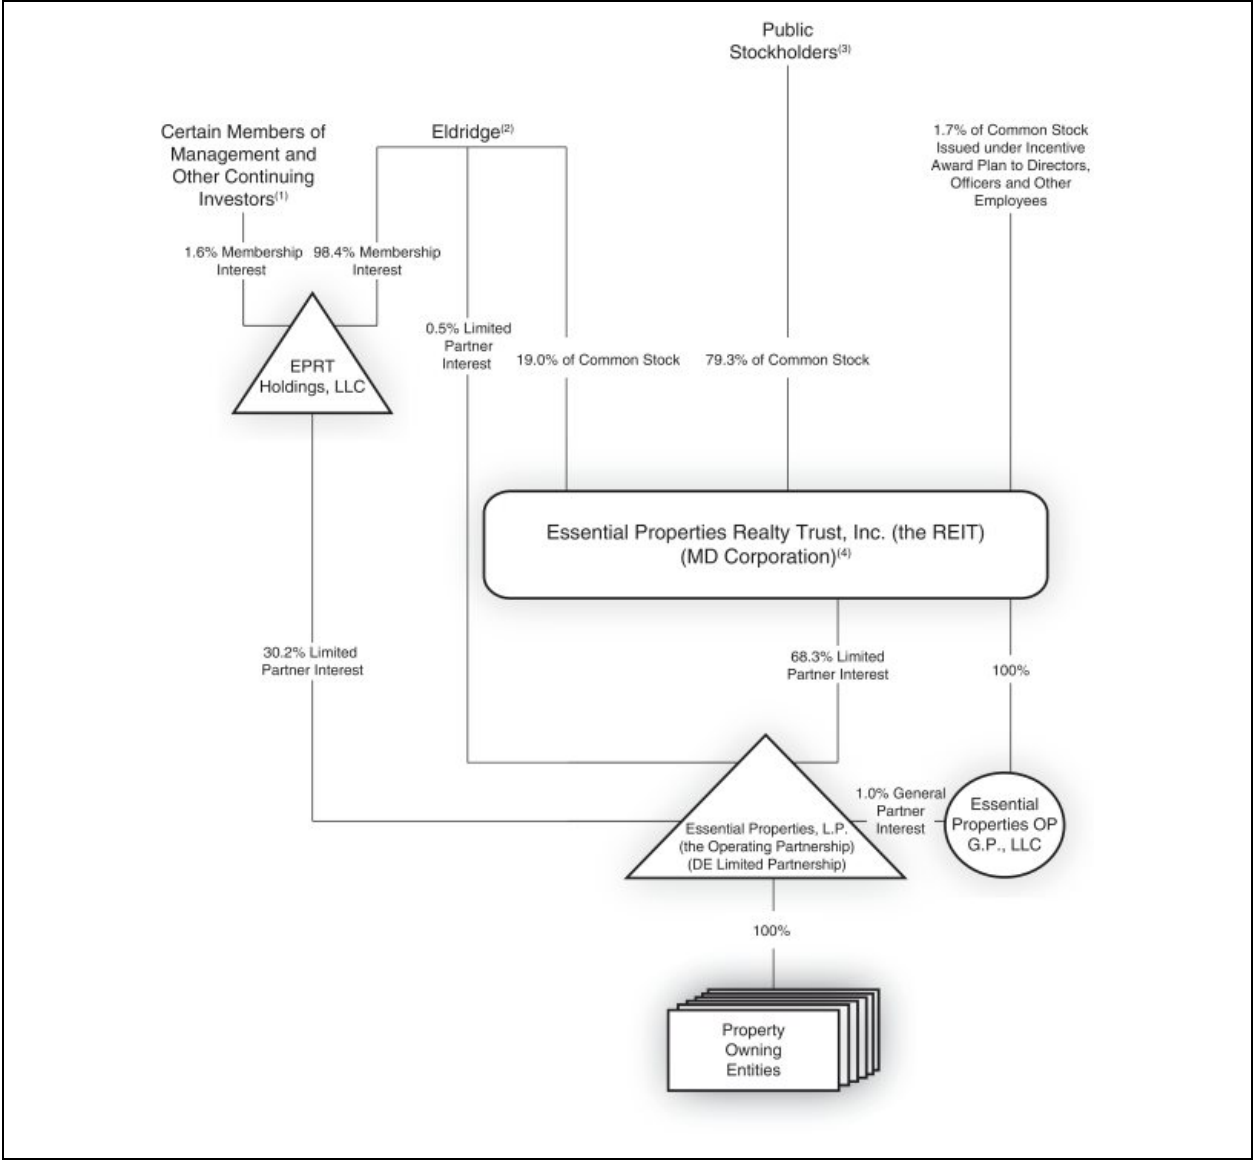 Public
Stockholders(3)
Certain Members of
Management and
Other Continuing
Investors(1)
Eldridge(2)
1.7% of Common Stock
Issued under Incentive
Award Plan to Directors,
Officers and Other
Employees
1.6% Membership
Interest
98.4% Membership
Interest
0.5% Limited
Partner
Interest
19.0% of Common Stock
79.3% of Common Stock
EPRT
Holdings, LLC
Essential Properties Realty Trust, Inc. (the REIT)
(MD Corporation)(4)
30.2% Limited
Partner Interest
68.3% Limited
Partner Interest
100%
1.0% General
Partner
Interest
Essential
Properties OP
G.P., LLC
Essential Properties, L.P.
(the Operating Partnership)
(DE Limited Partnership)
100%
Property
Owning
Entities